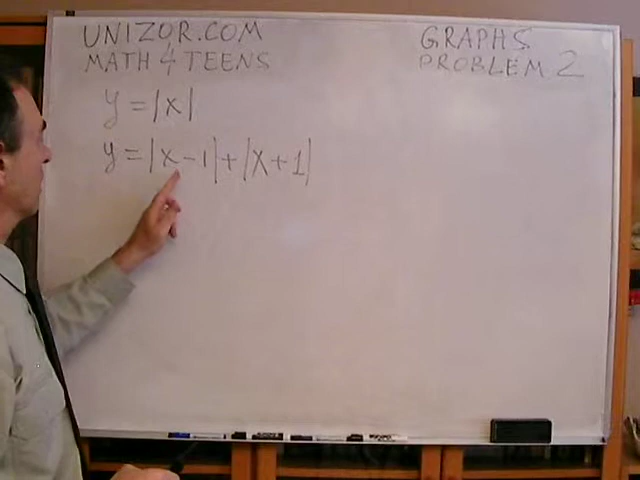 UNIZOR.COM
MATH 4 TEENS
GRAPHS
PROBLEM 2
y = |x|
y = |x-1| + |x+1|